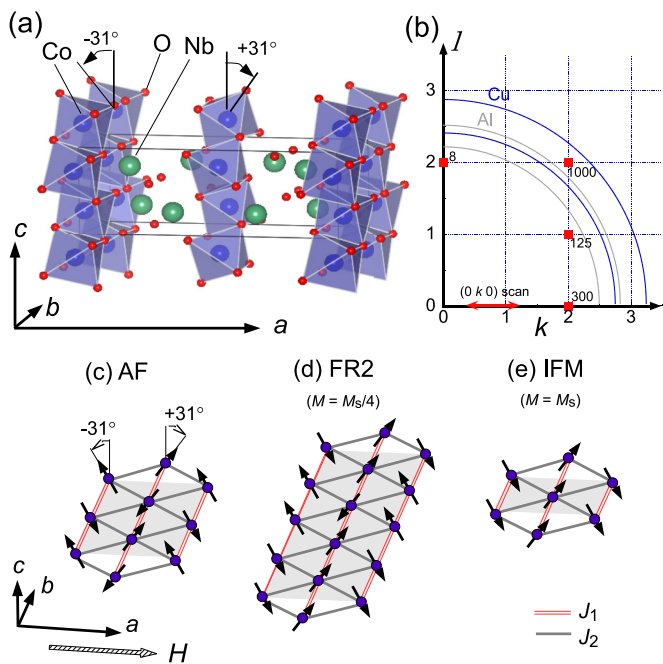 (a)
-31°
+31°
Co
O
Nb
c
b
a
(b)
l
3
2
1
0
0
1
2
3
k
Cu
Al
8
1000
125
300
(0 k 0) scan
(c) AF
-31°
+31°
(d) FR2
(M = Ms/4)
(e) IFM
(M = Ms)
c
b
a
H
J1
J2